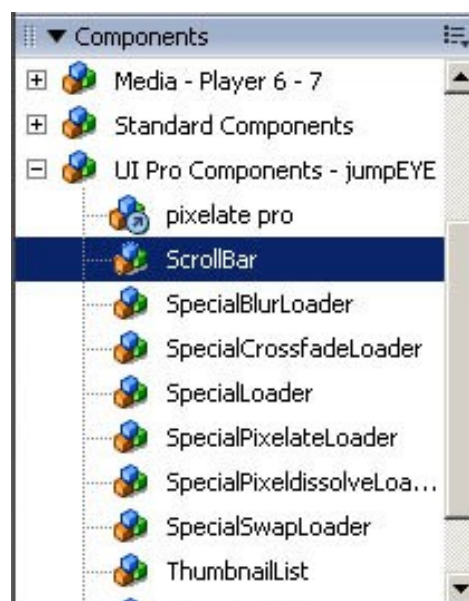 Components
Media - Player 6 - 7
Standard Components
UI Pro Components - jumpEYE
pixelate pro
ScrollBar
SpecialBlurLoader
SpecialCrossfadeLoader
SpecialLoader
SpecialPixelateLoader
SpecialPixeldissolveLoa...
SpecialSwapLoader
ThumbnailList